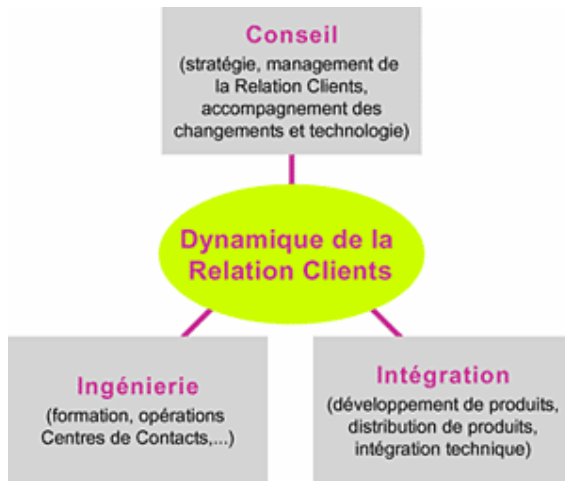 Conseil
(stratégie, management de
la Relation Clients,
accompagnement des
changements et technologie)
Dynamique de la
Relation Clients
Ingénierie
(formation, opérations
Centres de Contacts,...)
Intégration
(développement de produits,
distribution de produits,
intégration technique)